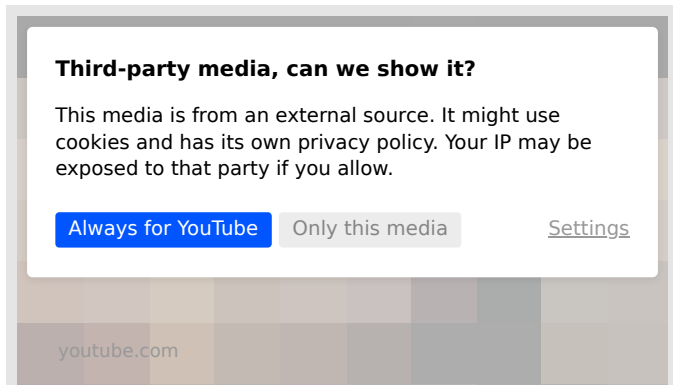 Third-party media, can we show it?
This media is from an external source. It might use
cookies and has its own privacy policy. Your IP may be
exposed to that party if you allow.
Always for YouTube Only this media Settings
youtube.com